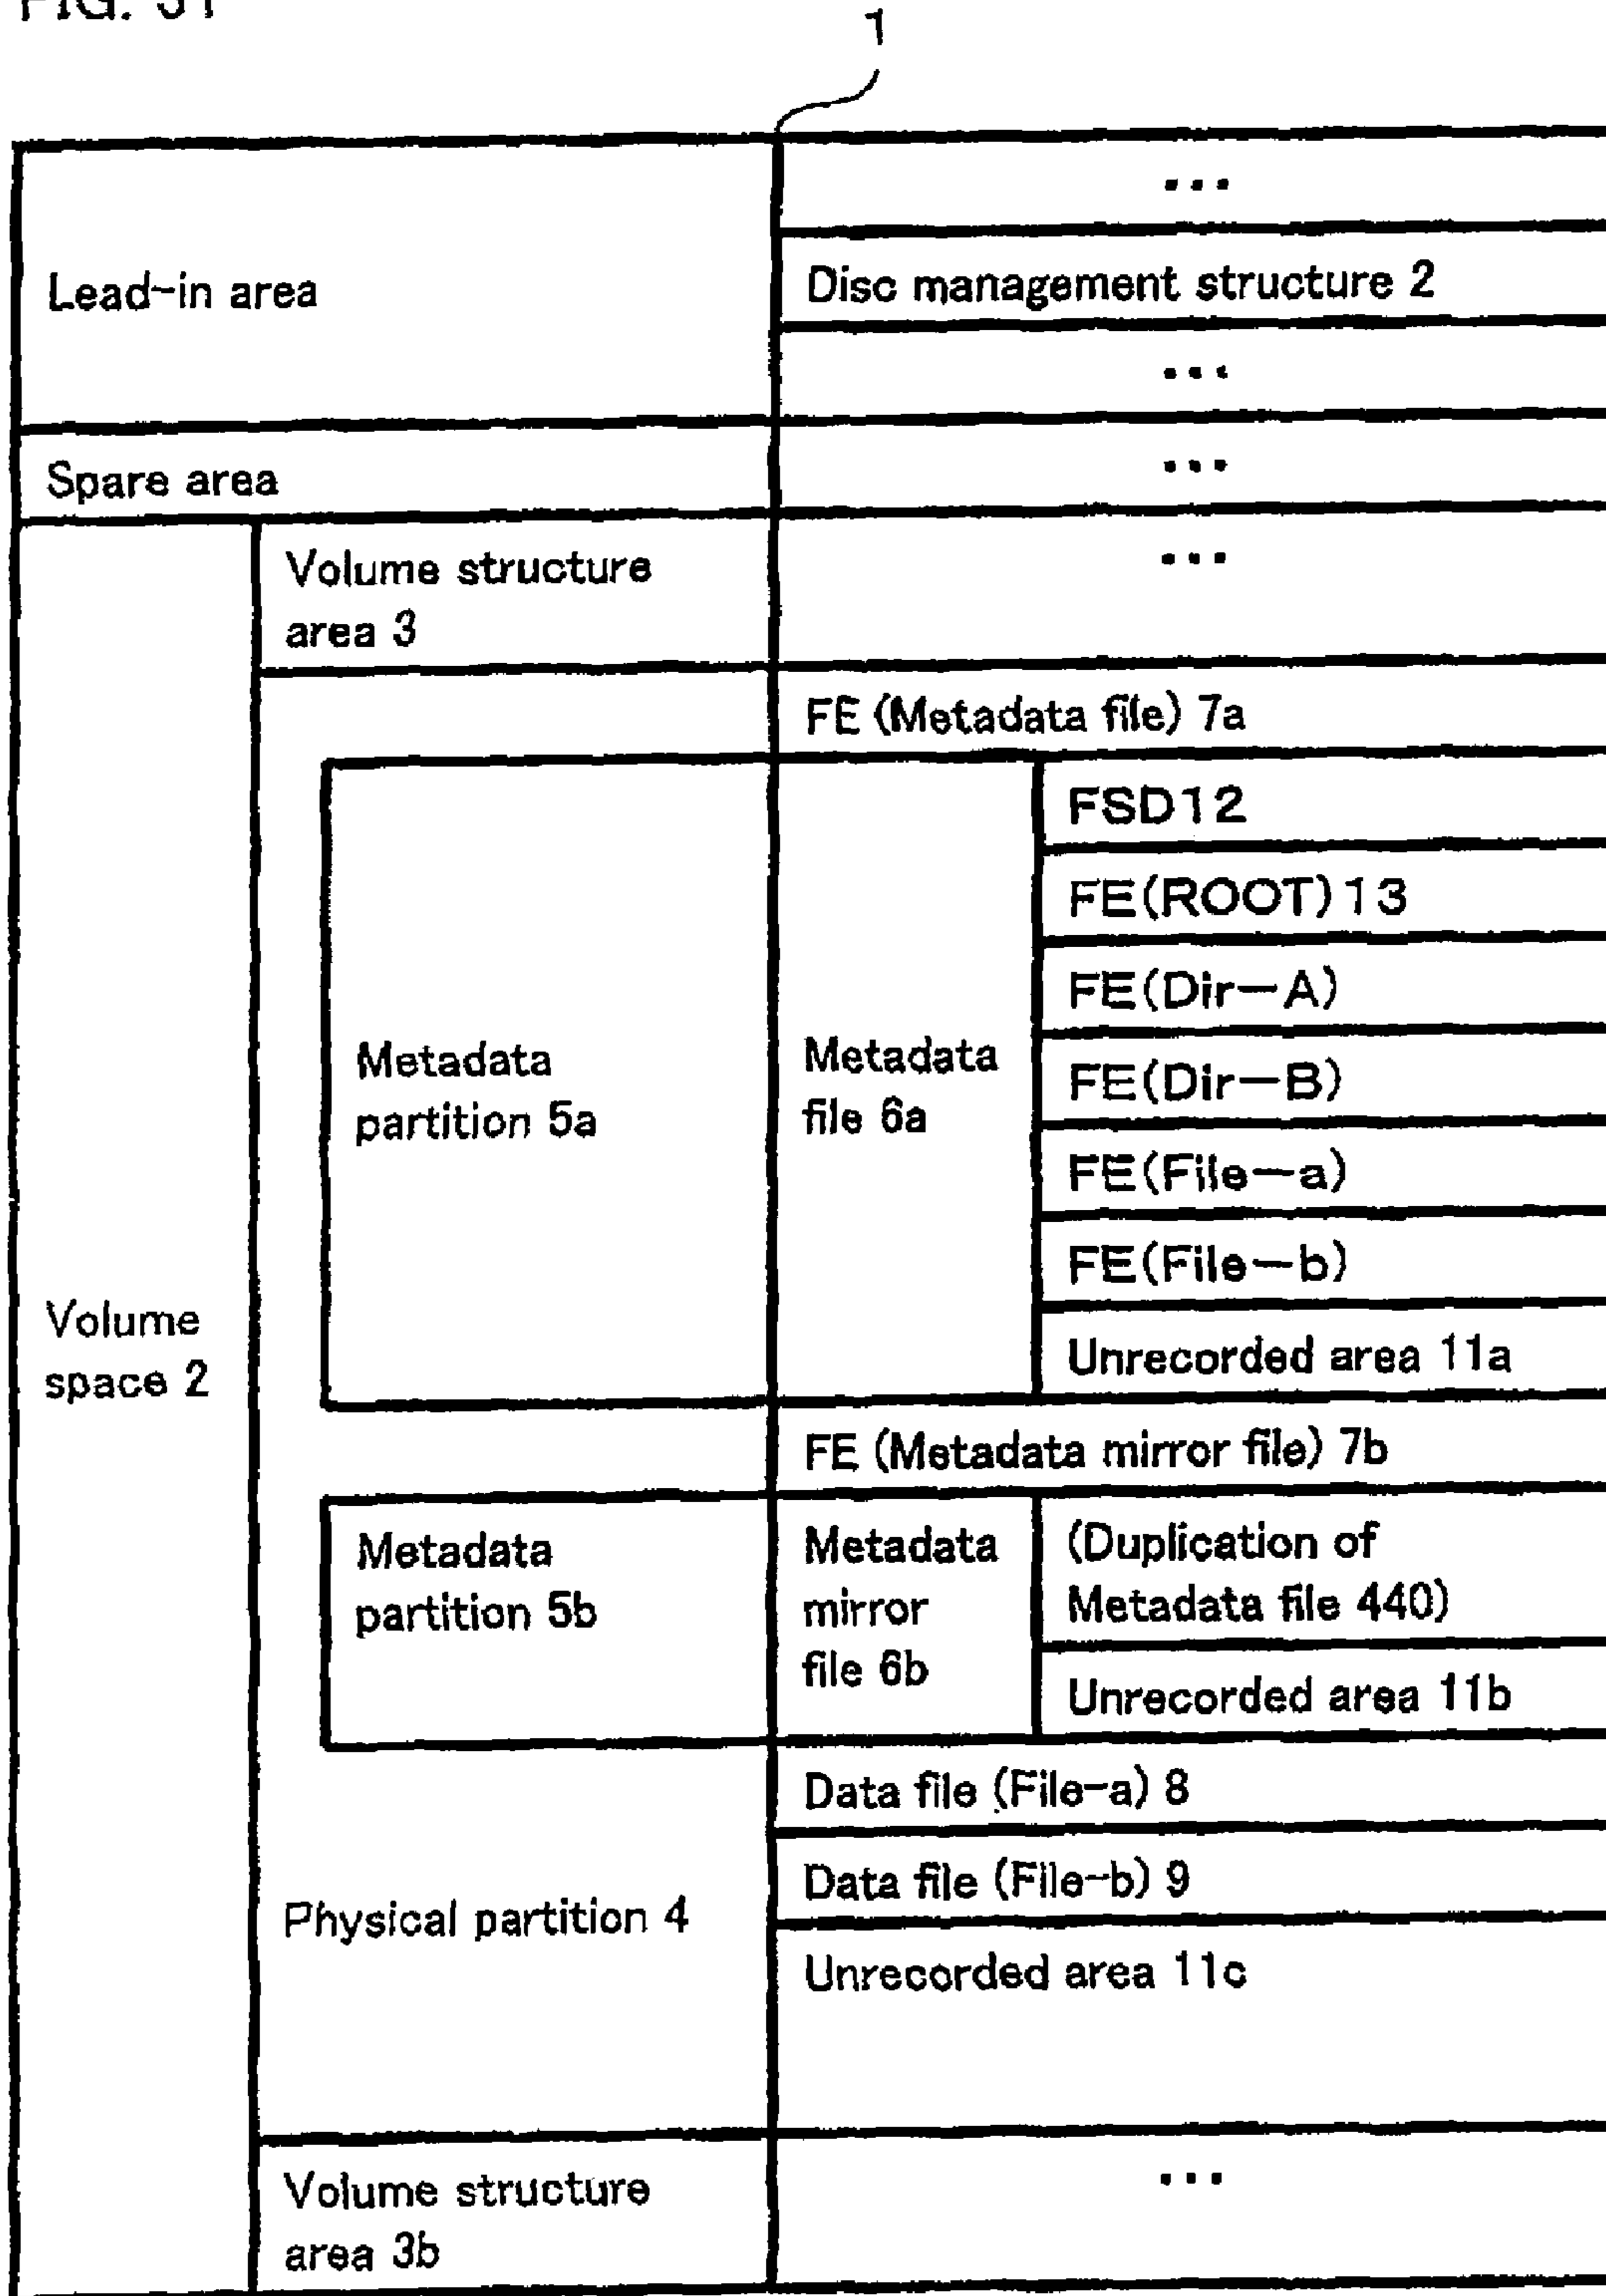 FIG. 31
1
...
Lead-in area
Disc management structure 2
...
Spare area
...
Volume structure
area 3
...
FE (Metadata file) 7a
FSD12
FE(ROOT)13
FE(Dir－A)
Metadata
partition 5a
Metadata
file 6a
FE(Dir－B)
FE(File－a)
FE(File－b)
Volume
space 2
Unrecorded area 11a
FE (Metadata mirror file) 7b
Metadata
partition 5b
Metadata
mirror
file 6b
(Duplication of
Metadata file 440)
Unrecorded area 11b
Data file (File-a) 8
Data file (File-b) 9
Physical partition 4
Unrecorded area 11c
Volume structure
area 3b
...